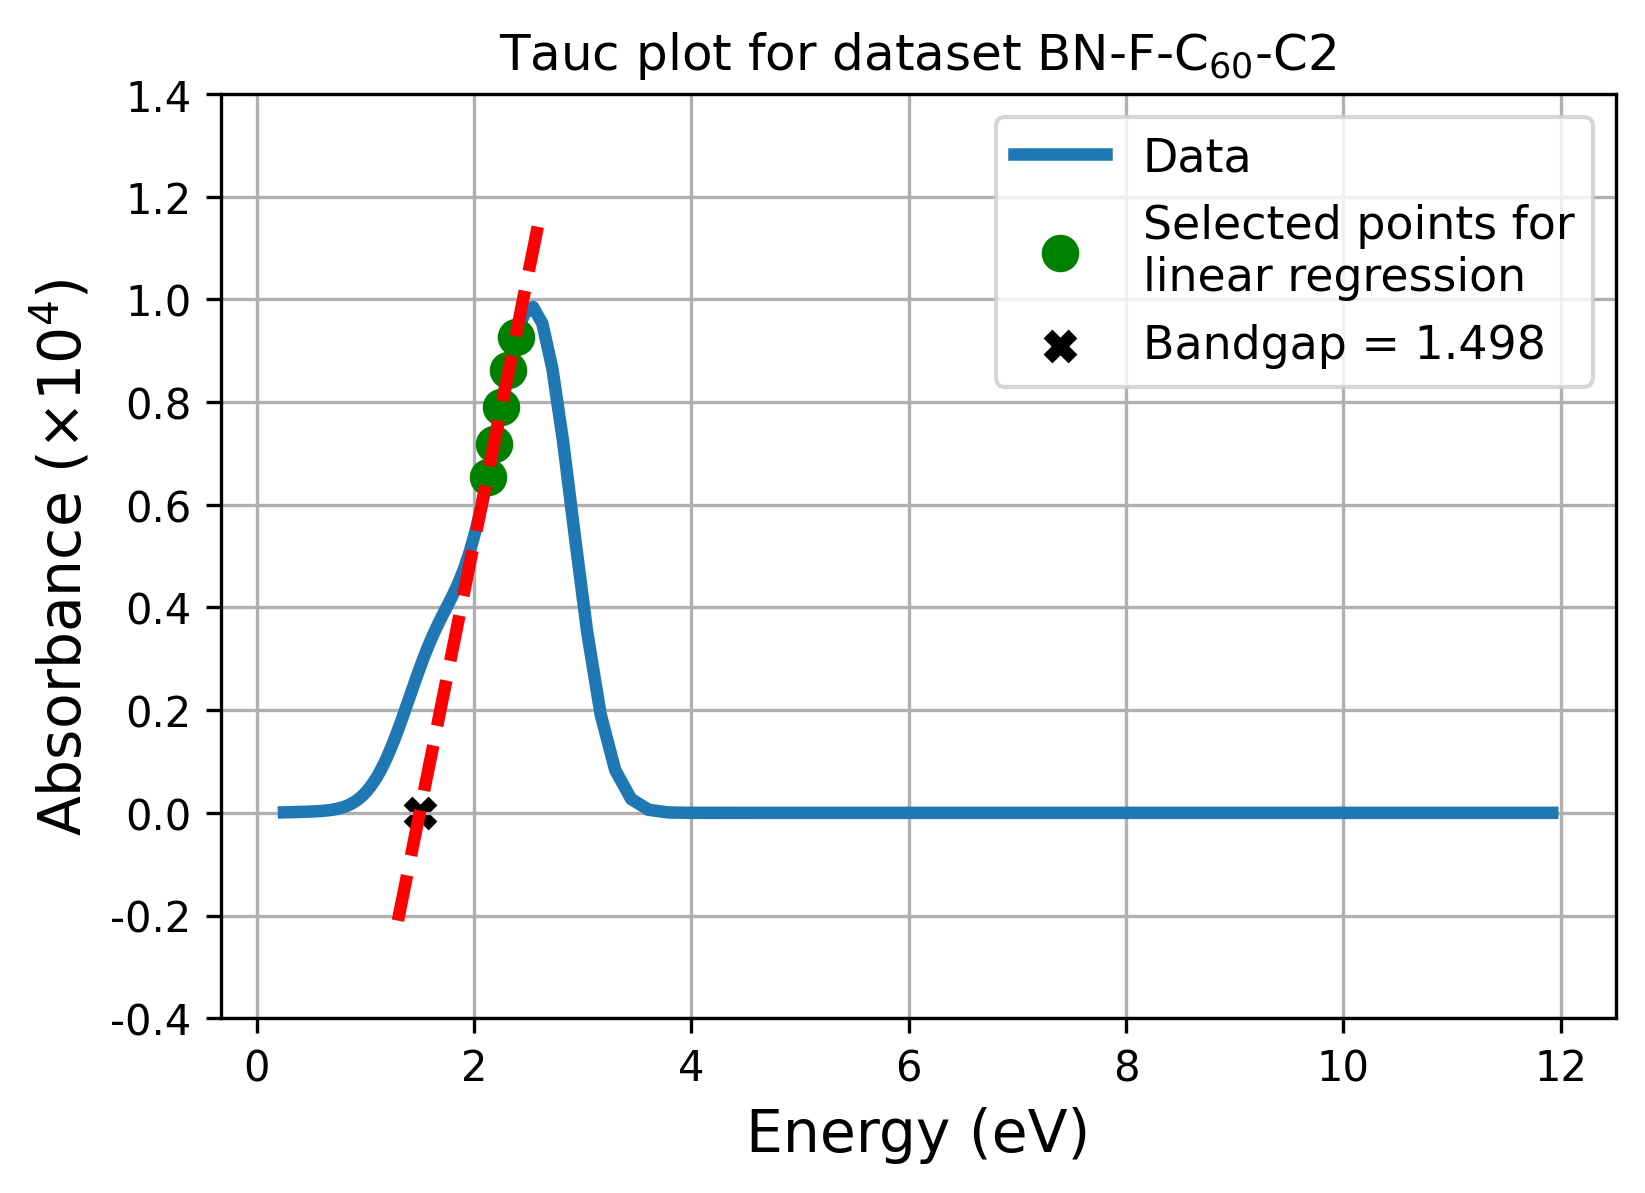 Tauc plot for dataset BN-F-C₆₀-C2
1.4
1.2
1.0
0.8
0.6
0.4
0.2
0.0
-0.2
-0.4
Absorbance (×10⁴)
Data
Selected points for
linear regression
Bandgap = 1.498
0 2 4 6 8 10 12
Energy (eV)